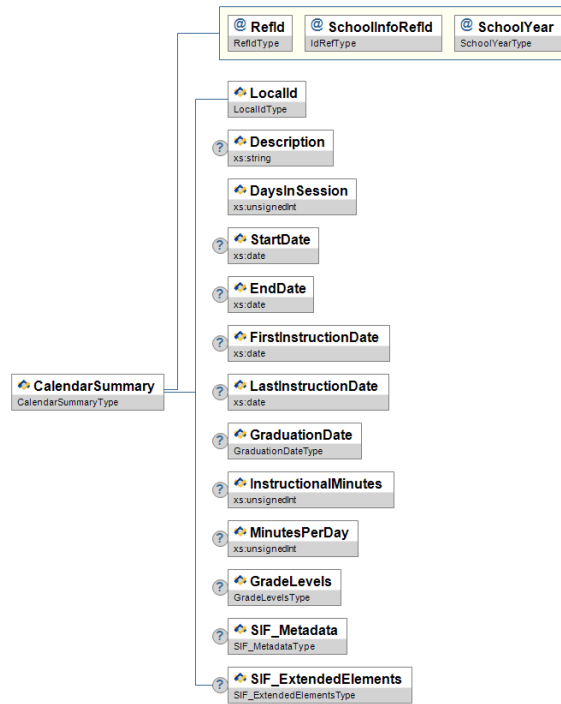 @ RefId @ SchoolInfoRefId @ SchoolYear
RefIdType IdRefType SchoolYearType
LocalId
LocalIdType
? Description
xs:string
DaysInSession
xs:unsignedInt
? StartDate
xs:date
? EndDate
xs:date
? FirstInstructionDate
xs:date
CalendarSummary
CalendarSummaryType
? LastInstructionDate
xs:date
? GraduationDate
GraduationDateType
? InstructionalMinutes
xs:unsignedInt
? MinutesPerDay
xs:unsignedInt
? GradeLevels
GradeLevelsType
? SIF_Metadata
SIF_MetadataType
? SIF_ExtendedElements
SIF_ExtendedElementsType